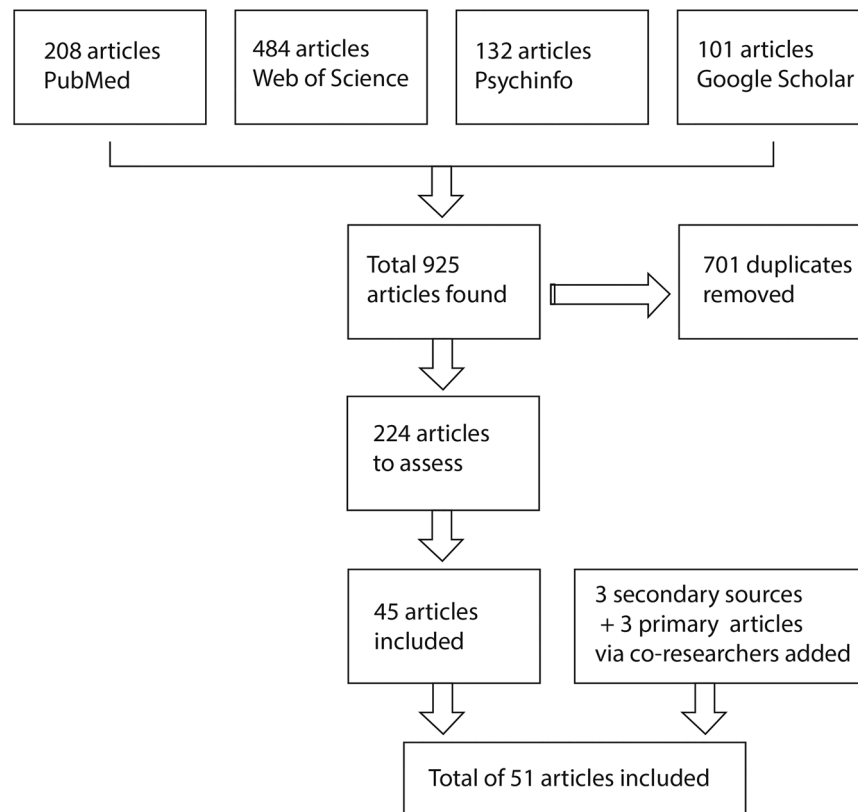 208 articles
PubMed
484 articles
Web of Science
132 articles
Psychinfo
101 articles
Google Scholar
Total 925
articles found
701 duplicates
removed
224 articles
to assess
45 articles
included
3 secondary sources
+ 3 primary articles
via co-researchers added
Total of 51 articles included